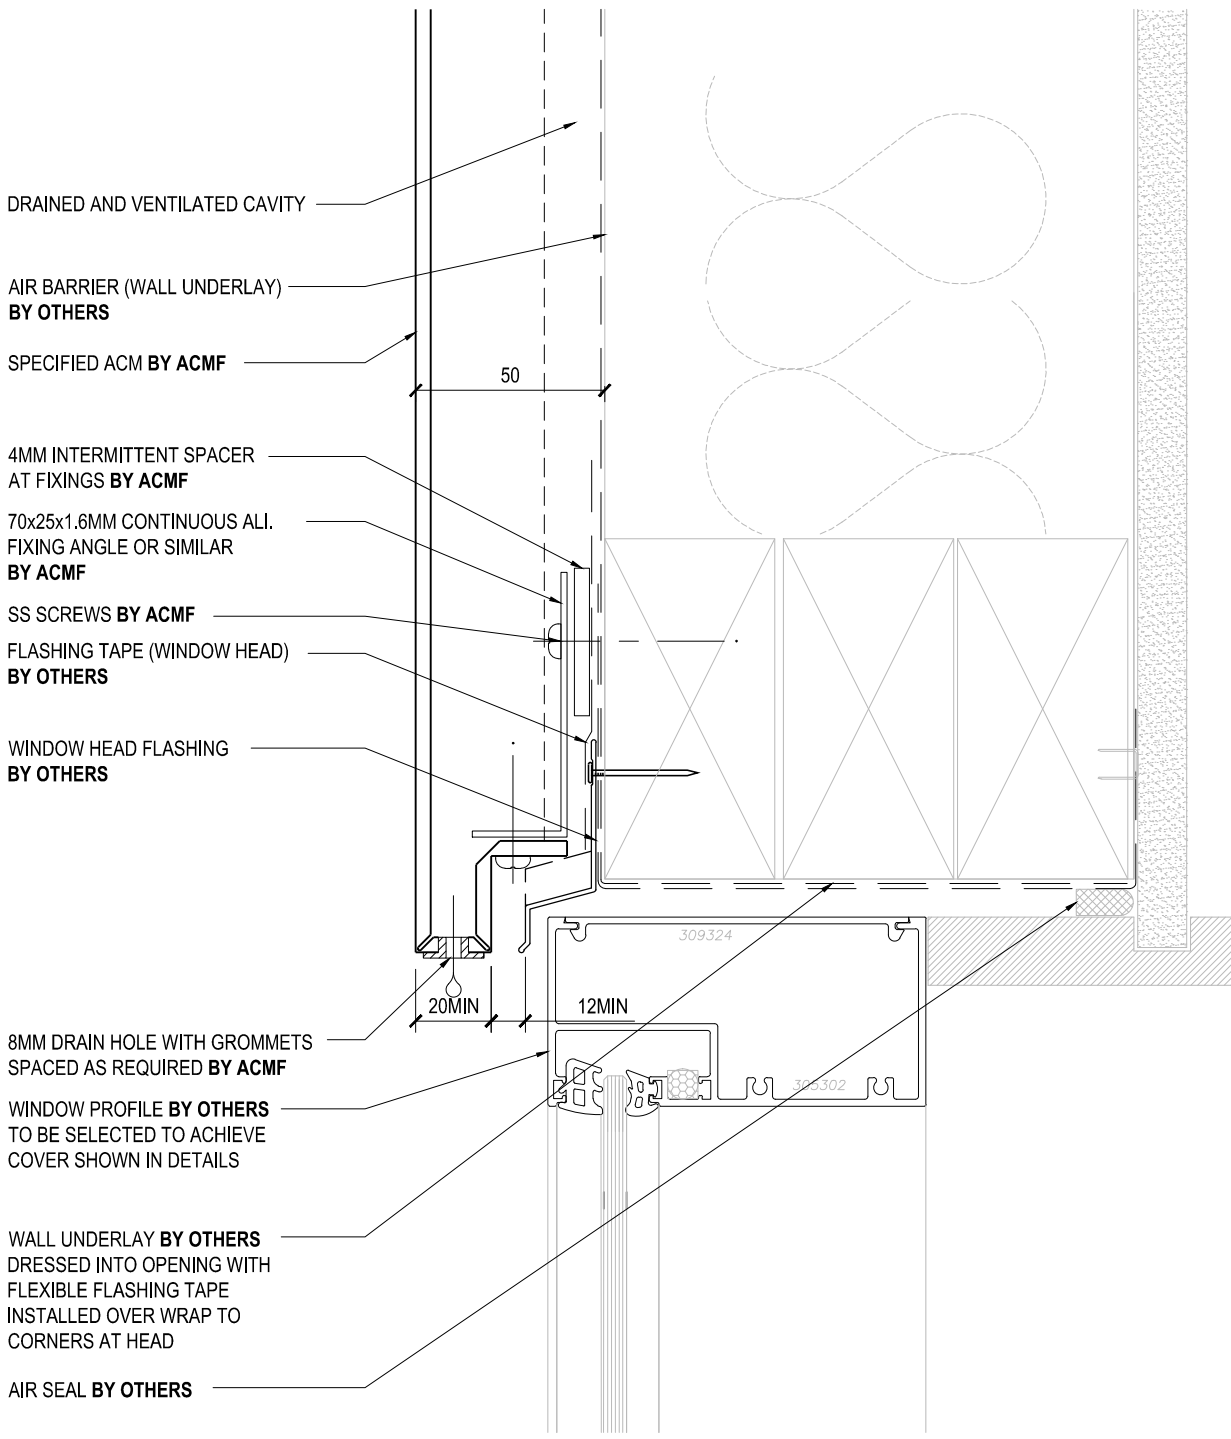 DRAINED AND VENTILATED CAVITY
AIR BARRIER (WALL UNDERLAY)
BY OTHERS
SPECIFIED ACM BY ACMF
50
4MM INTERMITTENT SPACER
AT FIXINGS BY ACMF
70x25x1.6MM CONTINUOUS ALI.
FIXING ANGLE OR SIMILAR
BY ACMF
SS SCREWS BY ACMF
FLASHING TAPE (WINDOW HEAD)
BY OTHERS
WINDOW HEAD FLASHING
BY OTHERS
309324
20MIN
12MIN
8MM DRAIN HOLE WITH GROMMETS
SPACED AS REQUIRED BY ACMF
305302
WINDOW PROFILE BY OTHERS
TO BE SELECTED TO ACHIEVE
COVER SHOWN IN DETAILS
WALL UNDERLAY BY OTHERS
DRESSED INTO OPENING WITH
FLEXIBLE FLASHING TAPE
INSTALLED OVER WRAP TO
CORNERS AT HEAD
AIR SEAL BY OTHERS